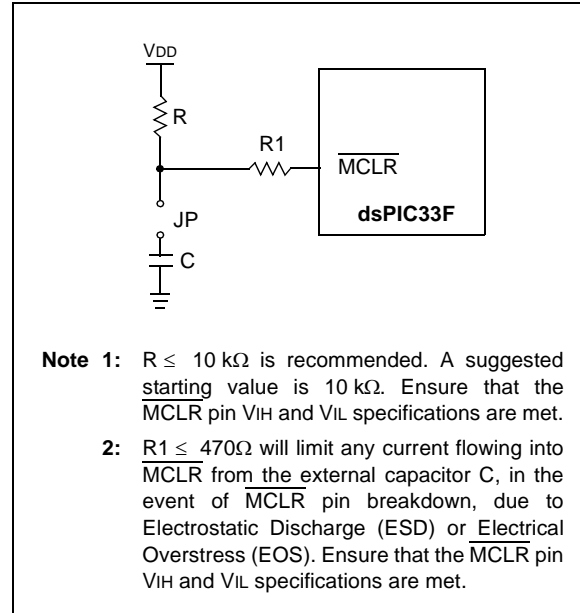 VDD
R
R1
MCLR
dsPIC33F
JP
C
Note 1: R ≤ 10 kΩ is recommended. A suggested
starting value is 10 kΩ. Ensure that the
MCLR pin VIH and VIL specifications are met.
2: R1 ≤ 470Ω will limit any current flowing into
MCLR from the external capacitor C, in the
event of MCLR pin breakdown, due to
Electrostatic Discharge (ESD) or Electrical
Overstress (EOS). Ensure that the MCLR pin
VIH and VIL specifications are met.